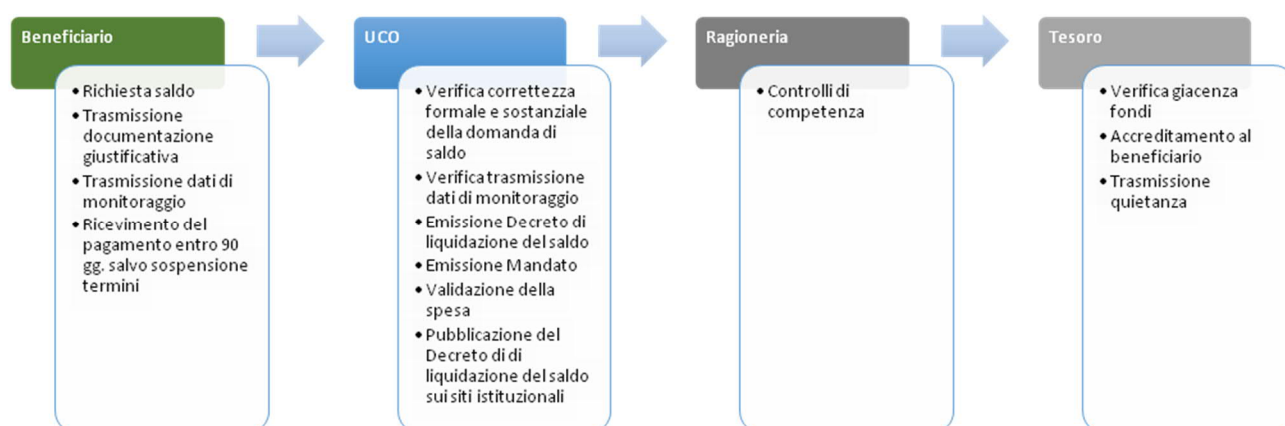 Beneficiario
• Richiesta saldo
• Trasmissione
documentazione
giustificativa
• Trasmissione dati di
monitoraggio
• Ricevimento del
pagamento entro 90
gg. salvo sospensione
termini
UCO
• Verifica correttezza
formale e sostanziale
della domanda di
saldo
• Verifica trasmissione
dati di monitoraggio
• Emissione Decreto di
liquidazione del saldo
• Emissione Mandato
• Validazione della
spesa
• Pubblicazione del
Decreto di di
liquidazione del saldo
sui siti istituzionali
Ragioneria
• Controlli di
competenza
Tesoro
• Verifica giacenza
fondi
• Accreditamento al
beneficiario
• Trasmissione
quietanza